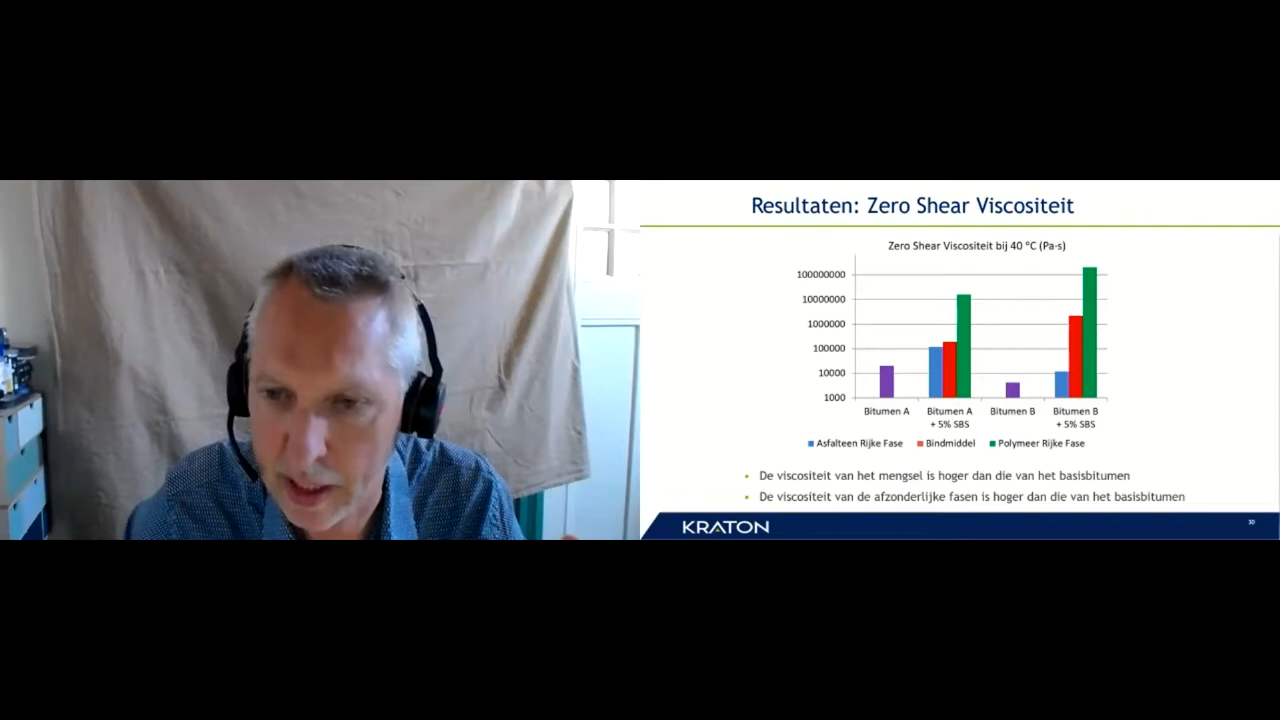 Resultaten: Zero Shear Viscositeit
Zero Shear Viscositeit bij 40 °C (Pa·s)
100000000
10000000
1000000
100000
10000
1000
Bitumen A
Bitumen A + 5% SBS
Bitumen B
Bitumen B + 5% SBS
Asfalteen Rijke Fase
Bindmiddel
Polymeer Rijke Fase
• De viscositeit van het mengsel is hoger dan die van het basisbitumen
• De viscositeit van de afzonderlijke fasen is hoger dan die van het basisbitumen
KRATON
30